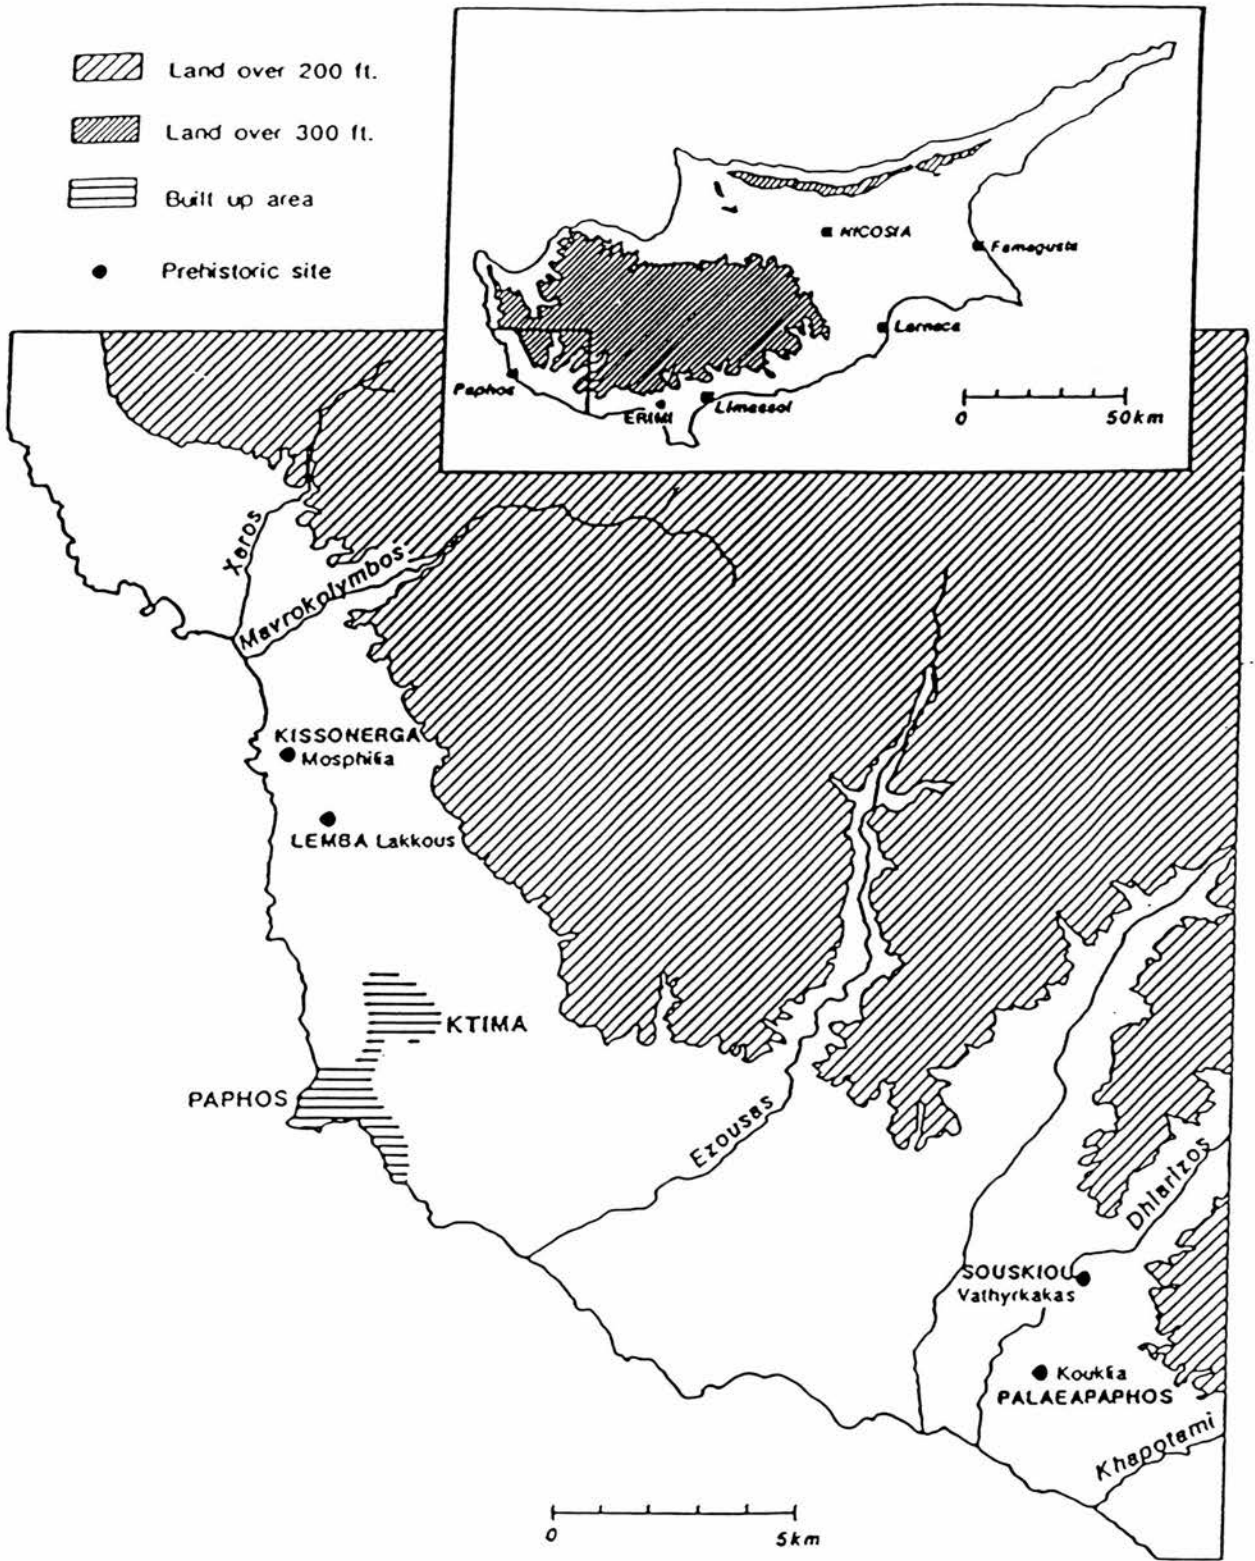 Land over 200 ft.
Land over 300 ft.
Built up area
Prehistoric site
NICOSIA
Famagusta
Larnaca
Paphos
ERIMI
Limassol
0 50km
Xaros
Mavrokolymbos
KISSONERGA
Mosphilia
LEMBA Lakkous
KTIMA
PAPHOS
Ezousas
Dhiarizos
SOUSKIOU
Vathyrkakas
Kouklia
PALAEAPAPHOS
Khapotami
0 5km